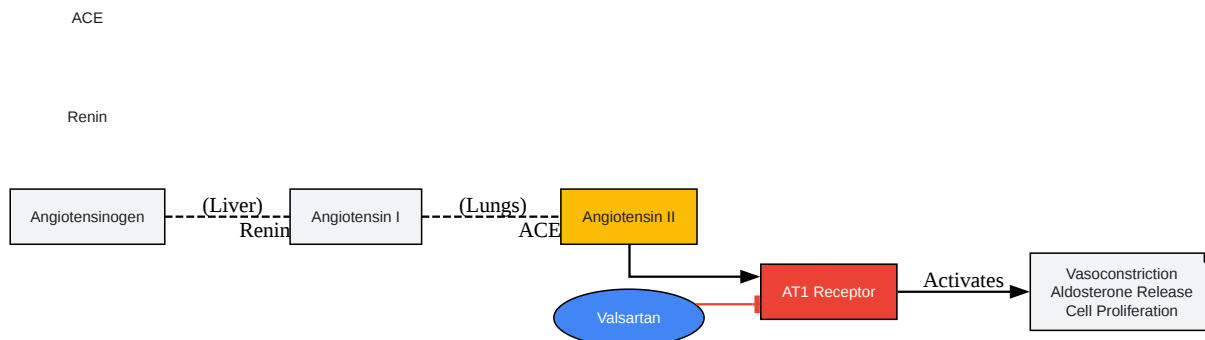 ACE
Renin
Angiotensinogen
(Liver)
Renin
Angiotensin I
(Lungs)
ACE
Angiotensin II
Valsartan
AT1 Receptor
Activates
Vasoconstriction
Aldosterone Release
Cell Proliferation